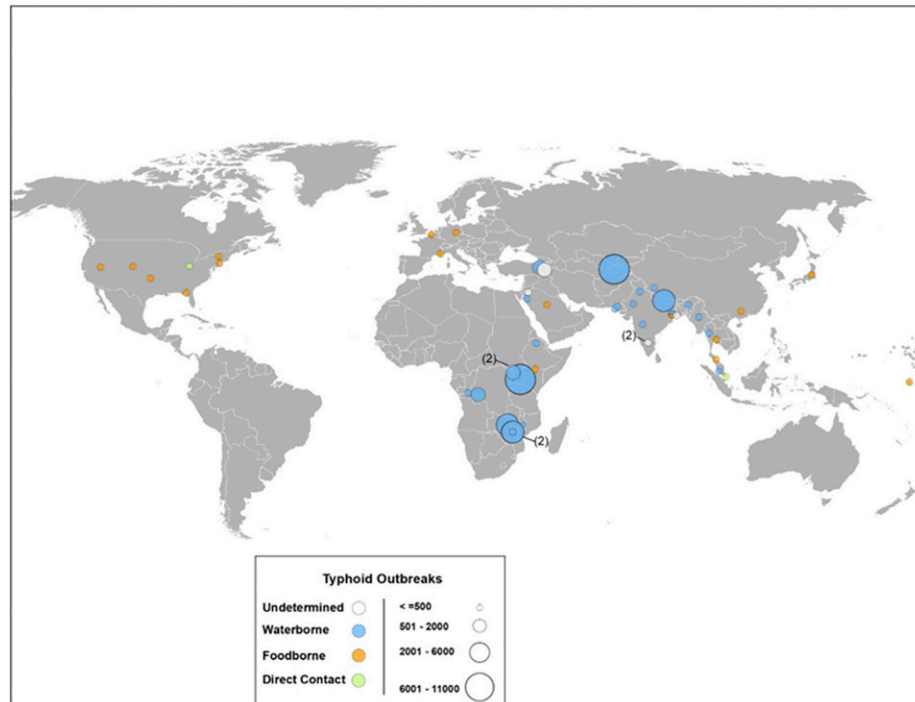 (2)
(2)
(2)
Typhoid Outbreaks
Undetermined
Waterborne
Foodborne
Direct Contact
< =500
501 - 2000
2001 - 6000
6001 - 11000